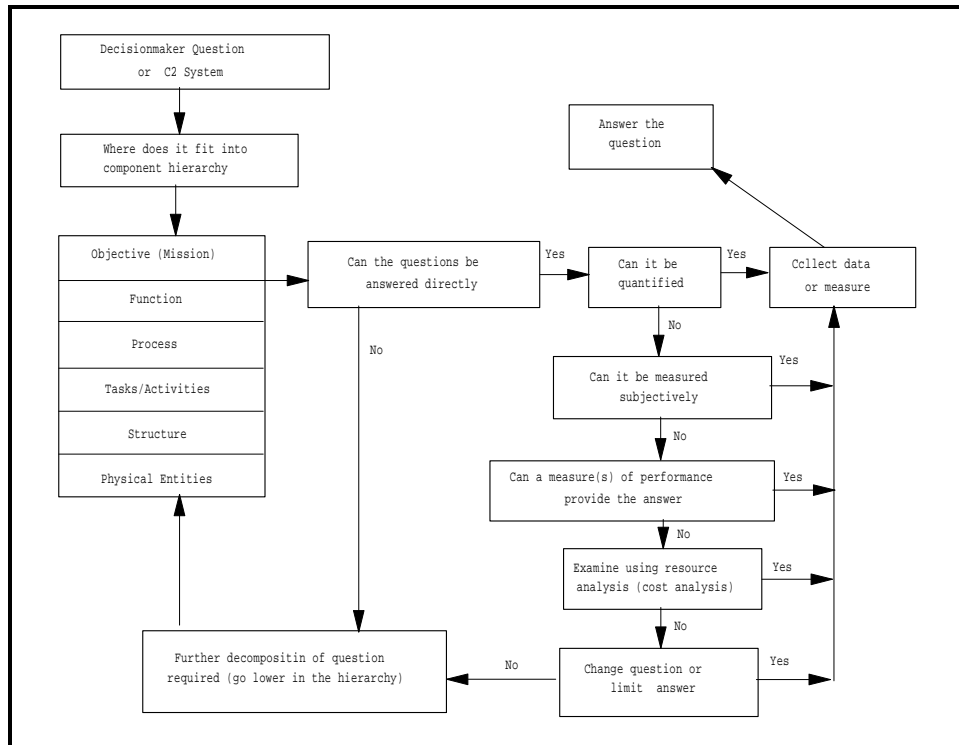 Decisionmaker Question
or C2 System
Where does it fit into
component hierarchy
Objective (Mission)
Function
Process
Tasks/Activities
Structure
Physical Entities
Can the questions be
answered directly
Yes
No
Can it be
quantified
Yes
No
Ccllect data
or measure
Answer the
question
Can it be measured
subjectively
Yes
No
Can a measure(s) of performance
provide the answer
Yes
No
Examine using resource
analysis (cost analysis)
Yes
No
Change question or
limit answer
Yes
No
Further decompositin of question
required (go lower in the hierarchy)